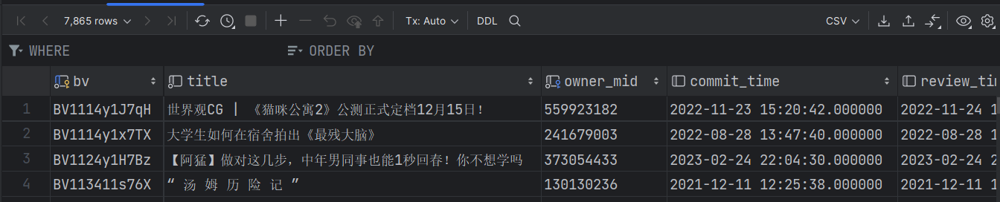 7,865 rows Tx: Auto DDL CSV
WHERE ORDER BY
bv title owner_mid commit_time review_tim
1 BV1114y1J7qH 世界观CG | 《猫咪公寓2》公测正式定档12月15日！ 559923182 2022-11-23 15:20:42.000000 2022-11-24 1
2 BV1114y1x7TX 大学生如何在宿舍拍出《最残大脑》 241679003 2022-08-28 13:47:40.000000 2022-08-28 1
3 BV1124y1H7Bz 【阿猛】做对这几步，中年男同事也能1秒回春！你不想学吗 373054433 2023-02-24 22:04:30.000000 2023-02-24 2
4 BV113411s76X “ 汤 姆 历 险 记 ” 130130236 2021-12-11 12:25:38.000000 2021-12-11 1